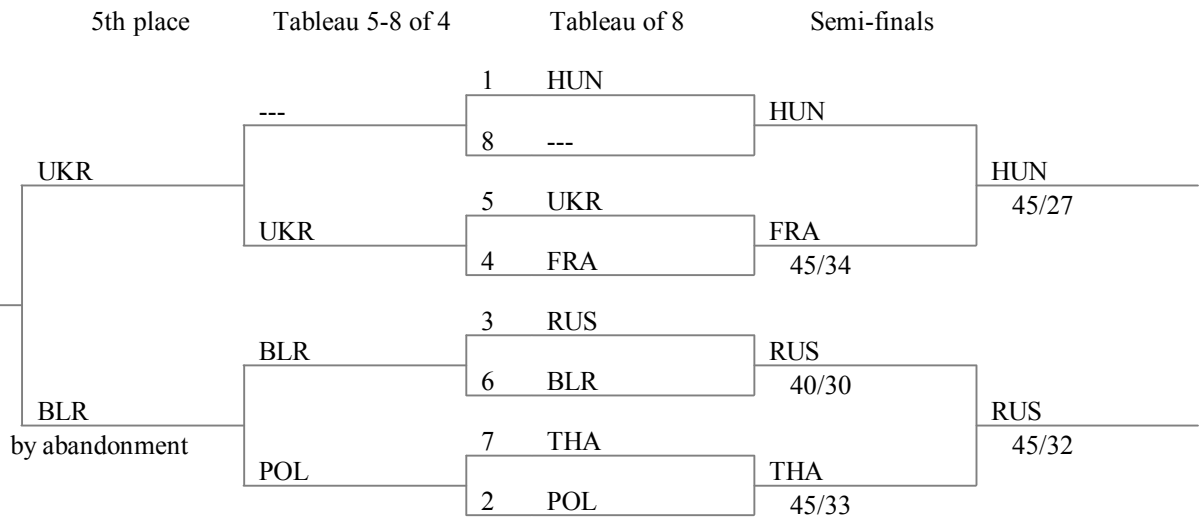 5th place Tableau 5-8 of 4 Tableau of 8 Semi-finals
1 HUN
--- HUN
8 ---
UKR HUN
5 UKR 45/27
UKR FRA
4 FRA 45/34
3 RUS
BLR RUS
6 BLR 40/30
BLR RUS
by abandonment 7 THA 45/32
POL THA
2 POL 45/33